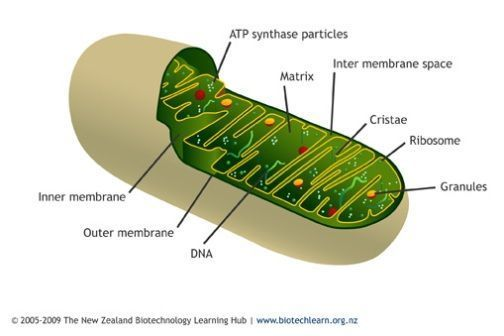 ATP synthase particles
Inter membrane space
Matrix
Cristae
Ribosome
Granules
Inner membrane
Outer membrane
DNA
© 2005-2009 The New Zealand Biotechnology Learning Hub | www.biotechlearn.org.nz